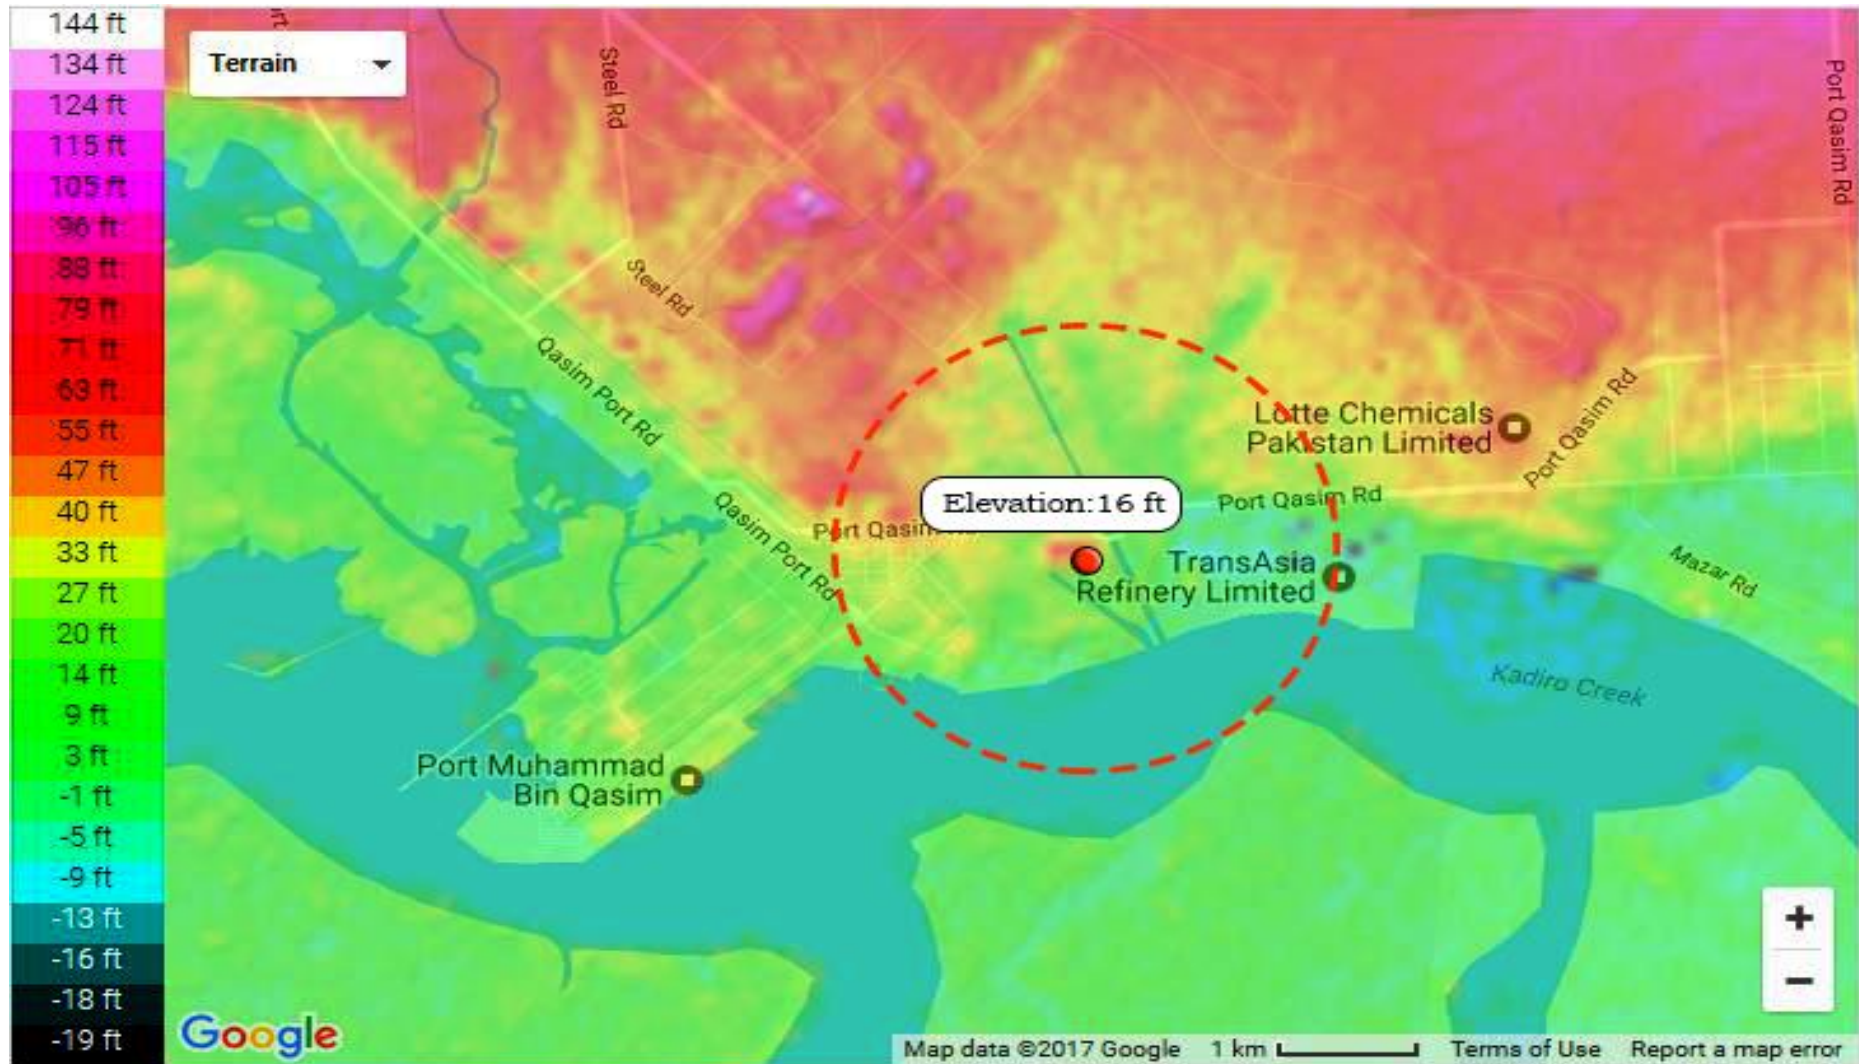 144 ft
134 ft
124 ft
115 ft
105 ft
96 ft
88 ft
79 ft
71 ft
63 ft
55 ft
47 ft
40 ft
33 ft
27 ft
20 ft
14 ft
9 ft
3 ft
-1 ft
-5 ft
-9 ft
-13 ft
-16 ft
-18 ft
-19 ft
Terrain
Steel Rd
Port Qasim Rd
Steel Rd
Qasim Port Rd
Lotte Chemicals
Pakistan Limited
Port Qasim Rd
Elevation:16 ft
Port Qasim Rd
Qasim Port Rd
Port Qasim
TransAsia
Refinery Limited
Mazar Rd
Kadiro Creek
Port Muhammad
Bin Qasim
+
−
Google
Map data ©2017 Google 1 km Terms of Use Report a map error